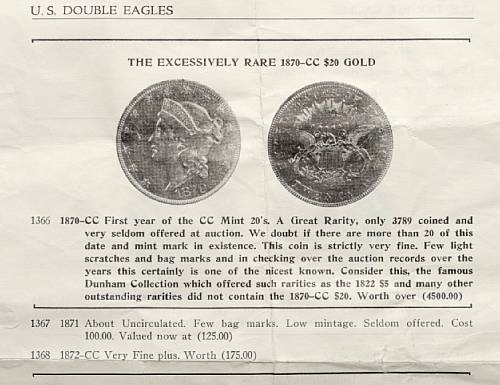 U. S. DOUBLE EAGLES
THE EXCESSIVELY RARE 1870-CC $20 GOLD
1870
1366 1870-CC First year of the CC Mint 20's. A Great Rarity, only 3789 coined and
very seldom offered at auction. We doubt if there are more than 20 of this
date and mint mark in existence. This coin is strictly very fine. Few light
scratches and bag marks and in checking over the auction records over the
years this certainly is one of the nicest known. Consider this, the famous
Dunham Collection which offered such rarities as the 1822 $5 and many other
outstanding rarities did not contain the 1870-CC $20. Worth over (4500.00)
1367 1871 About Uncirculated. Few bag marks. Low mintage. Seldom offered. Cost
100.00. Valued now at (125.00)
1368 1872-CC Very Fine plus. Worth (175.00)